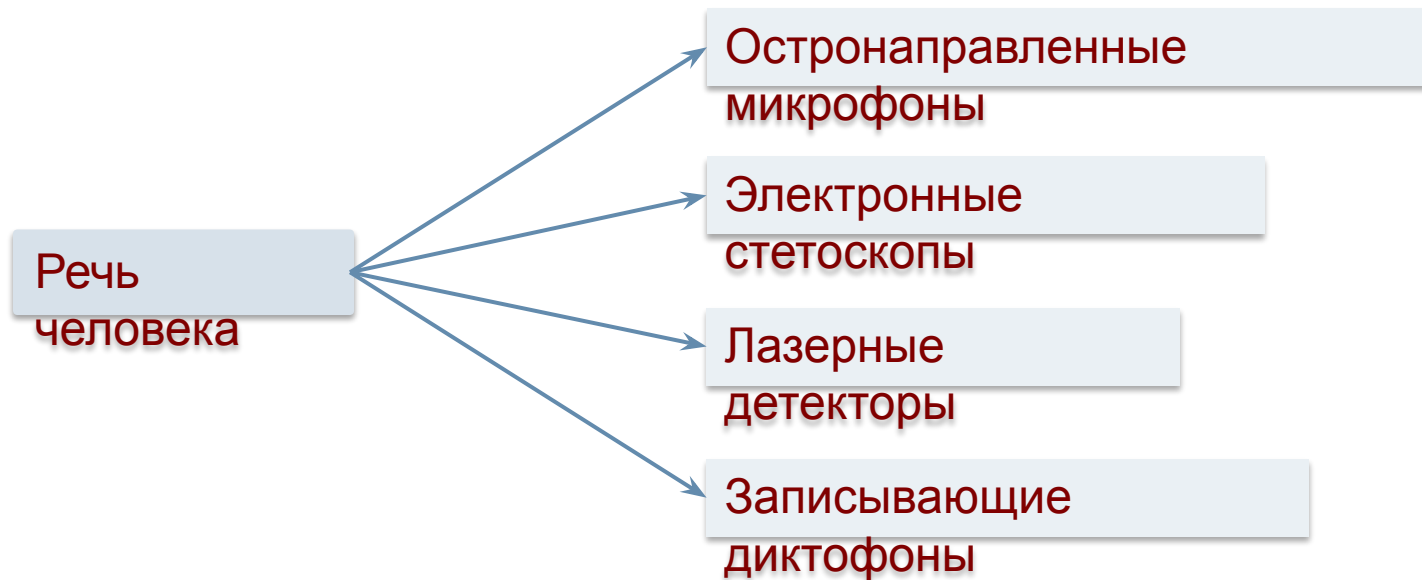 Остронаправленные
микрофоны
Электронные
стетоскопы
Речь
человека
Лазерные
детекторы
Записывающие
диктофоны